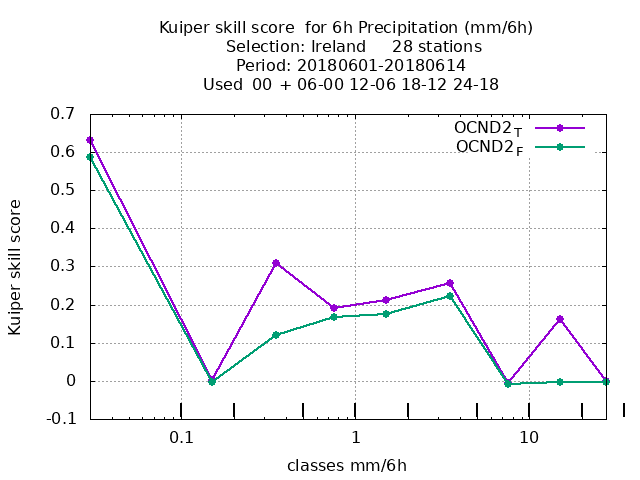 Kuiper skill score  for 6h Precipitation (mm/6h)
Selection: Ireland     28 stations
Period: 20180601-20180614
Used  00  + 06-00 12-06 18-12 24-18
OCND2T
OCND2F
0.7
0.6
0.5
0.4
0.3
0.2
0.1
0
-0.1
Kuiper skill score
0.1
1
10
classes mm/6h